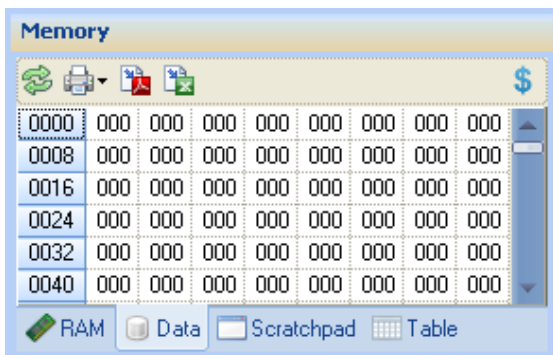 Memory
$
0000 000 000 000 000 000 000 000 000
0008 000 000 000 000 000 000 000 000
0016 000 000 000 000 000 000 000 000
0024 000 000 000 000 000 000 000 000
0032 000 000 000 000 000 000 000 000
0040 000 000 000 000 000 000 000 000
RAM Data Scratchpad Table